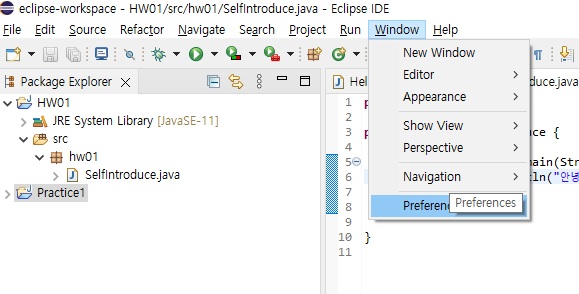 eclipse-workspace - HW01/src/hw01/SelfIntroduce.java - Eclipse IDE
File Edit Source Refactor Navigate Search Project Run Window Help
Package Explorer
HW01
JRE System Library [JavaSE-11]
src
hw01
SelfIntroduce.java
Practice1
New Window
Editor
Appearance
Show View
Perspective
Navigation
Preferen
Preferences
Hel
duce.java
1 p
2
3 p ce {
4
5 main(Str
6 ln("안녕
7
8
9
10 }
11